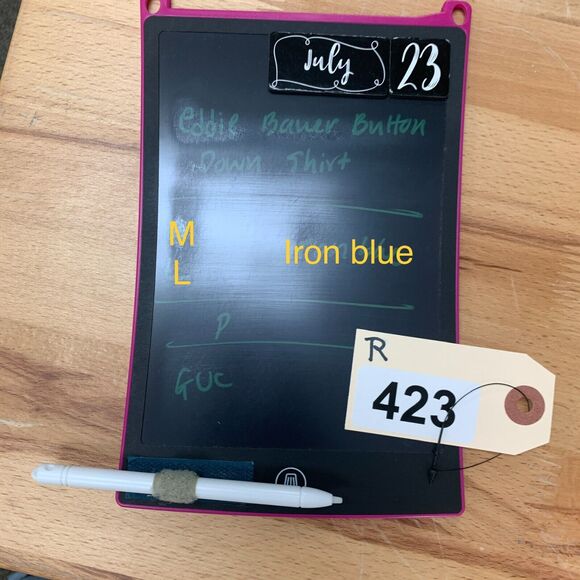 July 23
eddie Bauer Button
Down Shirt
M
L
Iron blue
P
GUC
R
423